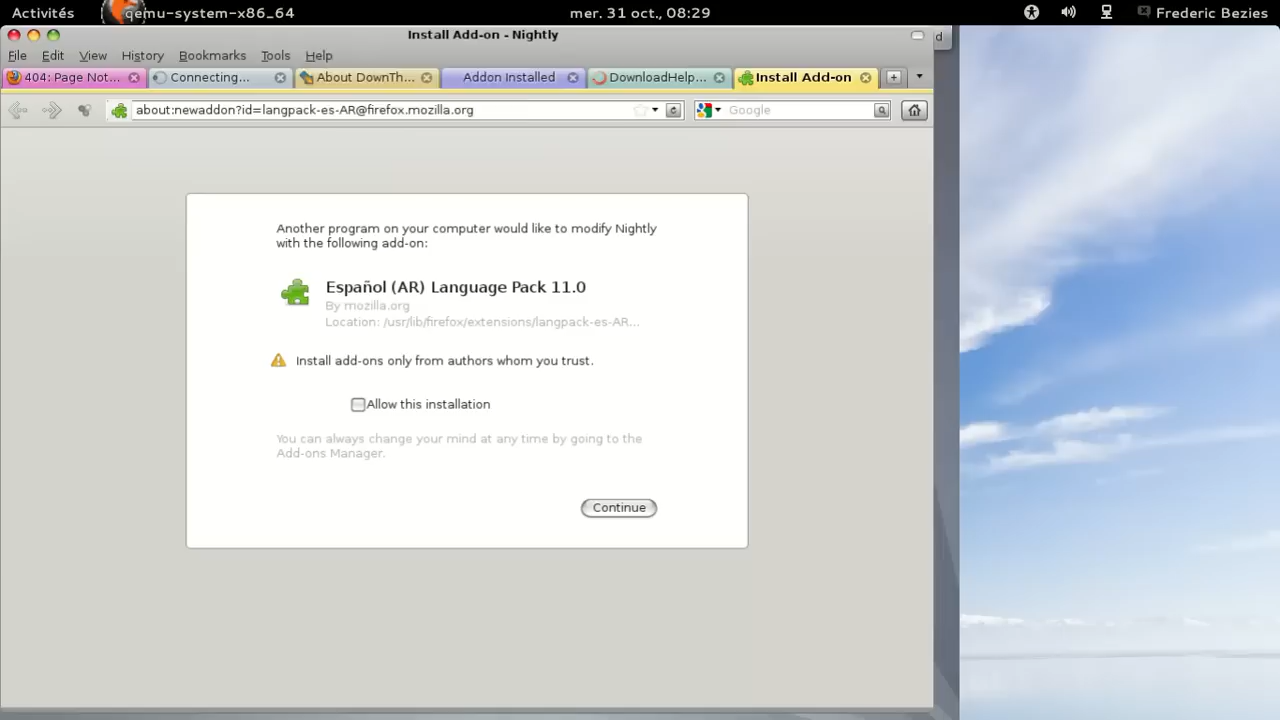 Activités
qemu-system-x86_64
mer. 31 oct., 08:29
Frederic Bezies
Install Add-on - Nightly
d
File Edit View History Bookmarks Tools Help
404: Page Not...
Connecting...
About DownTh...
Addon Installed
DownloadHelp...
Install Add-on
about:newaddon?id=langpack-es-AR@firefox.mozilla.org
Google
Another program on your computer would like to modify Nightly
with the following add-on:
Español (AR) Language Pack 11.0
By mozilla.org
Location: /usr/lib/firefox/extensions/langpack-es-AR...
Install add-ons only from authors whom you trust.
Allow this installation
You can always change your mind at any time by going to the
Add-ons Manager.
Continue